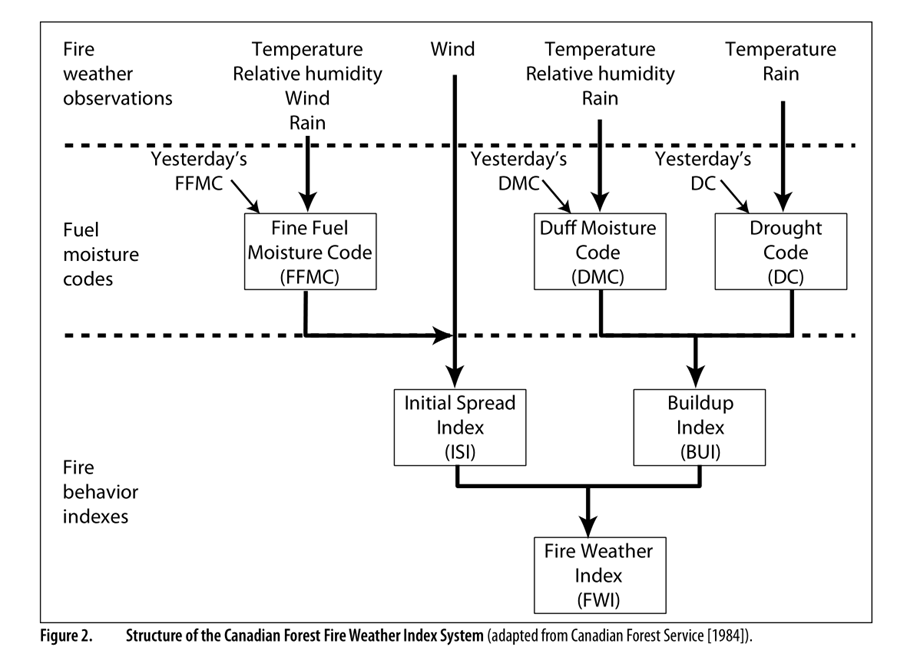 Fire
weather
observations
Temperature
Relative humidity
Wind
Rain
Wind
Temperature
Relative humidity
Rain
Temperature
Rain
Yesterday's
FFMC
Yesterday's
DMC
Yesterday's
DC
Fuel
moisture
codes
Fine Fuel
Moisture Code
(FFMC)
Duff Moisture
Code
(DMC)
Drought
Code
(DC)
Fire
behavior
indexes
Initial Spread
Index
(ISI)
Buildup
Index
(BUI)
Fire Weather
Index
(FWI)
Figure 2. Structure of the Canadian Forest Fire Weather Index System (adapted from Canadian Forest Service [1984]).